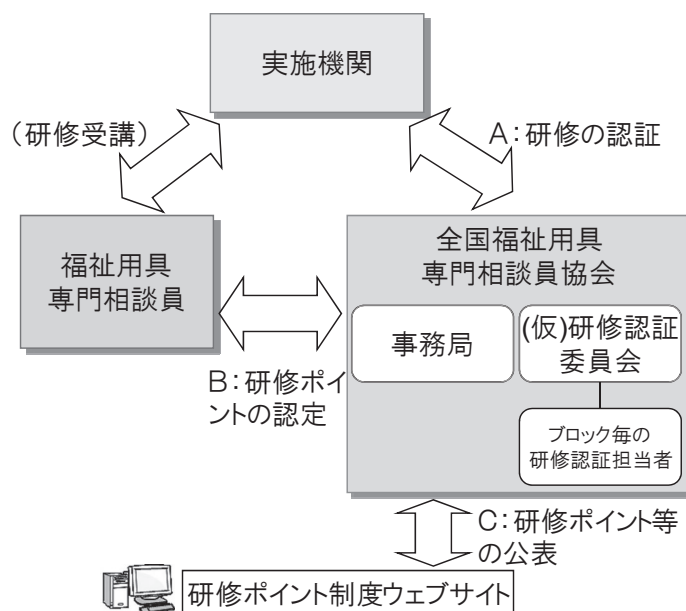 実施機関
(研修受講)
A:研修の認証
福祉用具
専門相談員
全国福祉用具
専門相談員協会
事務局
(仮)研修認証
委員会
B:研修ポイ
ントの認定
ブロック毎の
研修認証担当者
C:研修ポイント等
の公表
研修ポイント制度ウェブサイト